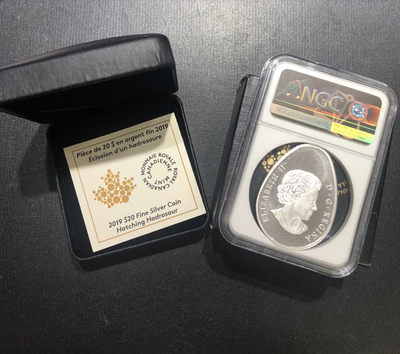 Pièce de 20 $ en argent fin 2019
Éclosion d'un hadrosaure
MONNAIE ROYALE CANADIENNE
ROYAL CANADIAN MINT
2019 $20 Fine Silver Coin
Hatching Hadrosaur
NGC
ELIZABETH II
D·G·REGINA